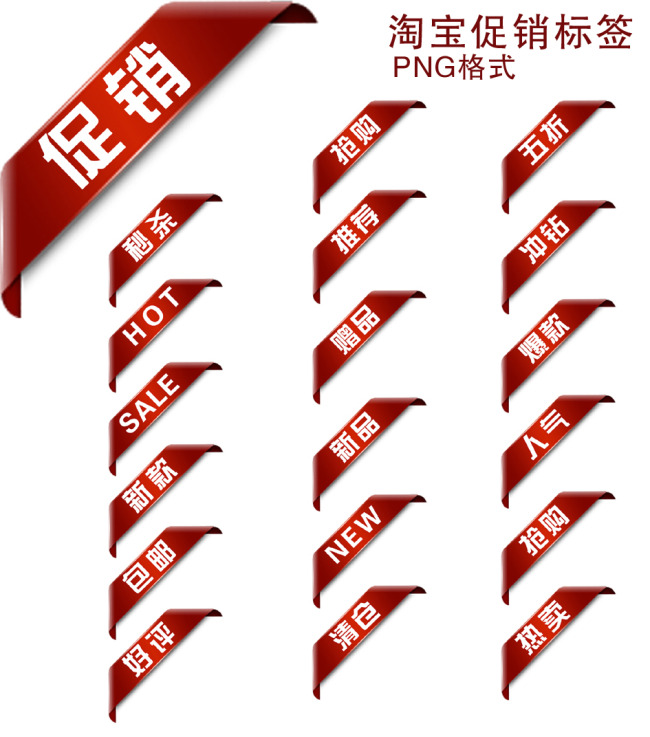 促销
淘宝促销标签
PNG格式
秒杀
HOT
SALE
新款
包邮
好评
抢购
推荐
赠品
新品
NEW
清仓
五折
冲钻
爆款
人气
抢购
热卖